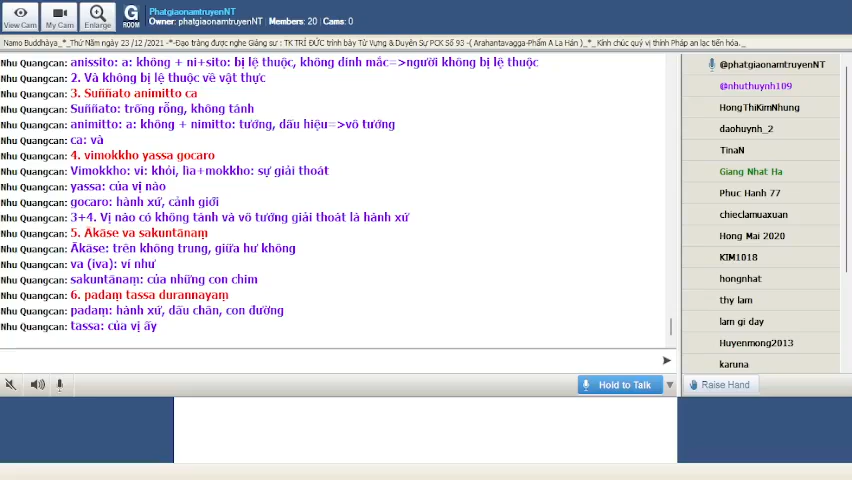 View Cam
My Cam
Enlarge
G
ROOM
PhatgiaonamtruyenNT
Owner: phatgiaonamtruyenNT Members: 20 Cams: 0
Namo Buddhàya_*_Thứ Năm ngày 23 /12 /2021 -*-Đạo tràng được nghe Giảng sư : TK TRÍ ĐỨC trình bày Từ Vựng & Duyên Sự PCK Số 93 -( Arahantavagga-Phẩm A La Hán )_*_Kính chúc quý vị thính Pháp an lạc tiến hóa._
Nhu Quangcan: anissito: a: không + ni+sito: bị lệ thuộc, không dính mắc=>người không bị lệ thuộc
Nhu Quangcan: 2. Và không bị lệ thuộc về vật thực
Nhu Quangcan: 3. Suññato animitto ca
Nhu Quangcan: Suññato: trống rỗng, không tánh
Nhu Quangcan: animitto: a: không + nimitto: tướng, dấu hiệu=>vô tướng
Nhu Quangcan: ca: và
Nhu Quangcan: 4. vimokkho yassa gocaro
Nhu Quangcan: Vimokkho: vi: khỏi, lìa+mokkho: sự giải thoát
Nhu Quangcan: yassa: của vị nào
Nhu Quangcan: gocaro: hành xứ, cảnh giới
Nhu Quangcan: 3+4. Vị nào có không tánh và vô tướng giải thoát là hành xứ
Nhu Quangcan: 5. Ākāse va sakuntānaṃ
Nhu Quangcan: Ākāse: trên không trung, giữa hư không
Nhu Quangcan: va (iva): ví như
Nhu Quangcan: sakuntānaṃ: của những con chim
Nhu Quangcan: 6. padaṃ tassa durannayaṃ
Nhu Quangcan: padaṃ: hành xứ, dấu chân, con đường
Nhu Quangcan: tassa: của vị ấy
@phatgiaonamtruyenNT
@nhuthuynh109
HongThiKimNhung
daohuynh_2
TinaN
Giang Nhat Ha
Phuc Hanh 77
chieclamuaxuan
Hong Mai 2020
KIM1018
hongnhat
thy lam
lam gi day
Huyenmong2013
karuna
Hold to Talk
Raise Hand